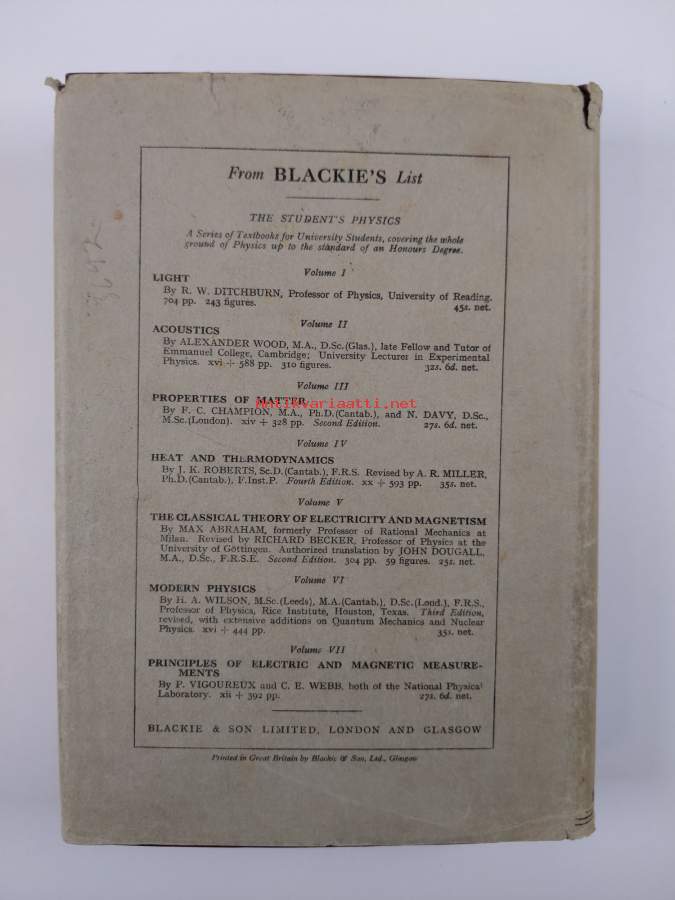 From BLACKIE'S List
THE STUDENT'S PHYSICS
A Series of Textbooks for University Students, covering the whole
ground of Physics up to the standard of an Honours Degree.
Volume I
LIGHT
By R. W. DITCHBURN, Professor of Physics, University of Reading.
704 pp. 243 figures. 45s. net.
Volume II
ACOUSTICS
By ALEXANDER WOOD, M.A., D.Sc.(Glas.), late Fellow and Tutor of
Emmanuel College, Cambridge; University Lecturer in Experimental
Physics. xvi + 588 pp. 310 figures. 32s. 6d. net.
Volume III
PROPERTIES OF MATTER
antikvariaatti.net
By F. C. CHAMPION, M.A., Ph.D.(Cantab.), and N. DAVY, D.Sc.,
M.Sc.(London). xiv + 328 pp. Second Edition. 27s. 6d. net.
Volume IV
HEAT AND THERMODYNAMICS
By J. K. ROBERTS, Sc.D.(Cantab.), F.R.S. Revised by A. R. MILLER,
Ph.D.(Cantab.), F.Inst.P. Fourth Edition. xx + 593 pp. 35s. net.
Volume V
THE CLASSICAL THEORY OF ELECTRICITY AND MAGNETISM
By MAX ABRAHAM, formerly Professor of Rational Mechanics at
Milan. Revised by RICHARD BECKER, Professor of Physics at the
University of Göttingen. Authorized translation by JOHN DOUGALL,
M.A., D.Sc., F.R.S.E. Second Edition. 304 pp. 59 figures. 25s. net.
Volume VI
MODERN PHYSICS
By H. A. WILSON, M.Sc.(Leeds), M.A.(Cantab.), D.Sc.(Lond.), F.R.S.,
Professor of Physics, Rice Institute, Houston, Texas. Third Edition,
revised, with extensive additions on Quantum Mechanics and Nuclear
Physics. xvi + 444 pp. 35s. net.
Volume VII
PRINCIPLES OF ELECTRIC AND MAGNETIC MEASURE-
MENTS
By P. VIGOUREUX and C. E. WEBB, both of the National Physical
Laboratory. xii + 392 pp. 27s. 6d. net.
BLACKIE & SON LIMITED, LONDON AND GLASGOW
Printed in Great Britain by Blackie & Son, Ltd., Glasgow